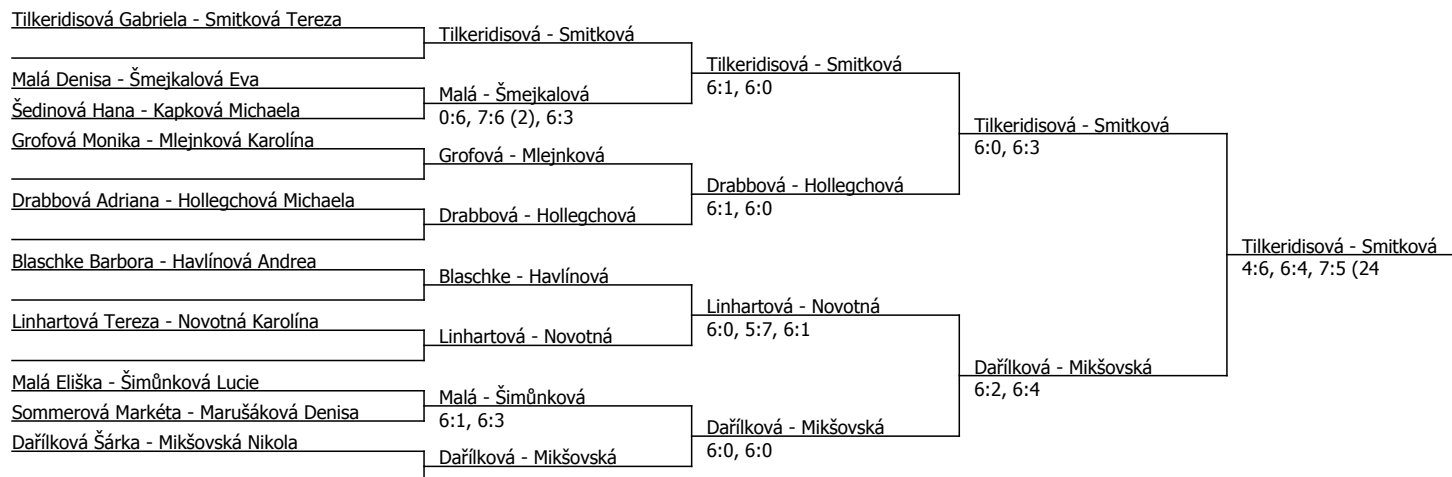 Tilkeridisová Gabriela - Smitková Tereza
Malá Denisa - Šmejkalová Eva
Šedinová Hana - Kapková Michaela
Grofová Monika - Mlejnková Karolína
Drabbová Adriana - Hollegchová Michaela
Blaschke Barbora - Havlínová Andrea
Linhartová Tereza - Novotná Karolína
Malá Eliška - Šimůnková Lucie
Sommerová Markéta - Marušáková Denisa
Dařílková Šárka - Mikšovská Nikola
Tilkeridisová - Smitková
Malá - Šmejkalová
0:6, 7:6 (2), 6:3
Grofová - Mlejnková
Drabbová - Hollegchová
Blaschke - Havlínová
Linhartová - Novotná
Malá - Šimůnková
6:1, 6:3
Dařílková - Mikšovská
Tilkeridisová - Smitková
6:1, 6:0
Drabbová - Hollegchová
6:1, 6:0
Linhartová - Novotná
6:0, 5:7, 6:1
Dařílková - Mikšovská
6:0, 6:0
Tilkeridisová - Smitková
6:0, 6:3
Dařílková - Mikšovská
6:2, 6:4
Tilkeridisová - Smitková
4:6, 6:4, 7:5 (24